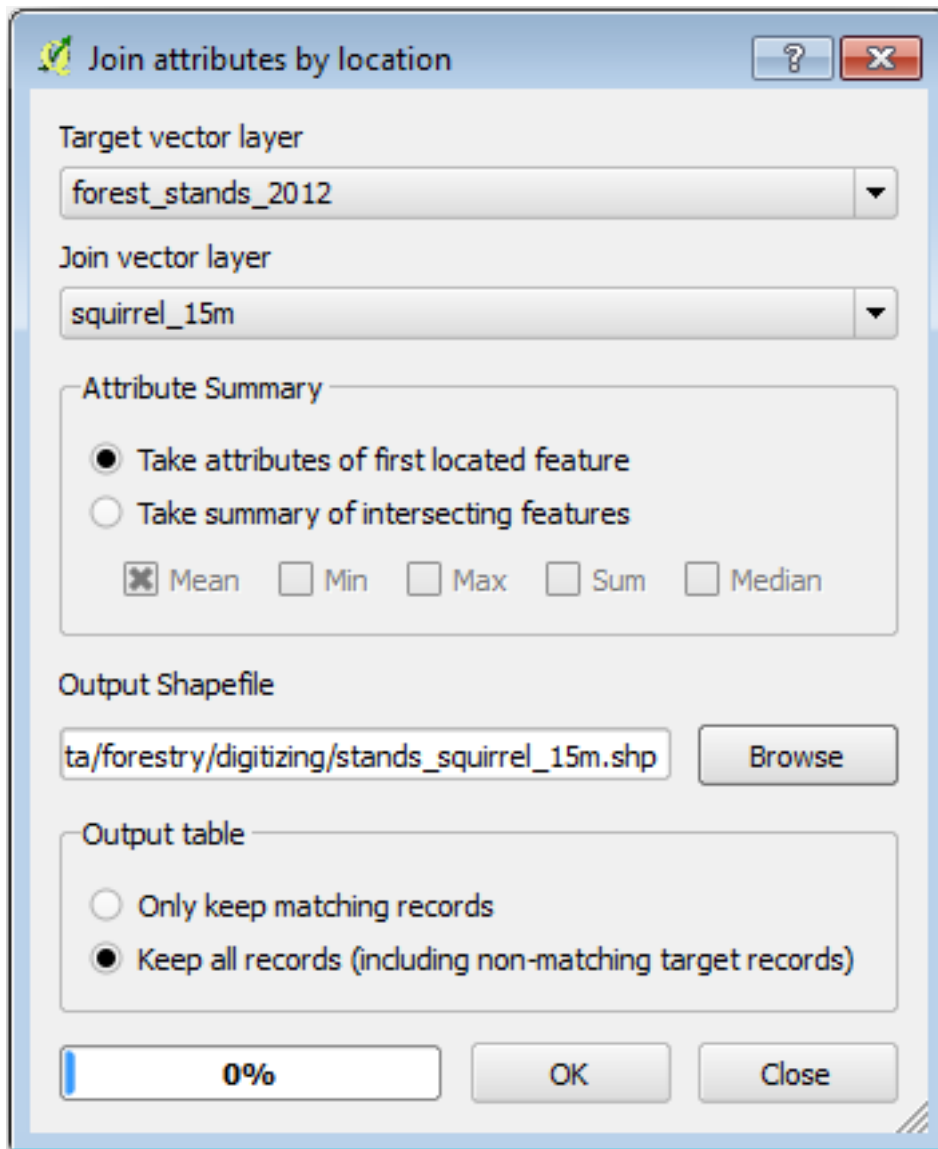 Join attributes by location
Target vector layer
forest_stands_2012
Join vector layer
squirrel_15m
Attribute Summary
Take attributes of first located feature
Take summary of intersecting features
Mean Min Max Sum Median
Output Shapefile
ta/forestry/digitizing/stands_squirrel_15m.shp Browse
Output table
Only keep matching records
Keep all records (including non-matching target records)
0% OK Close